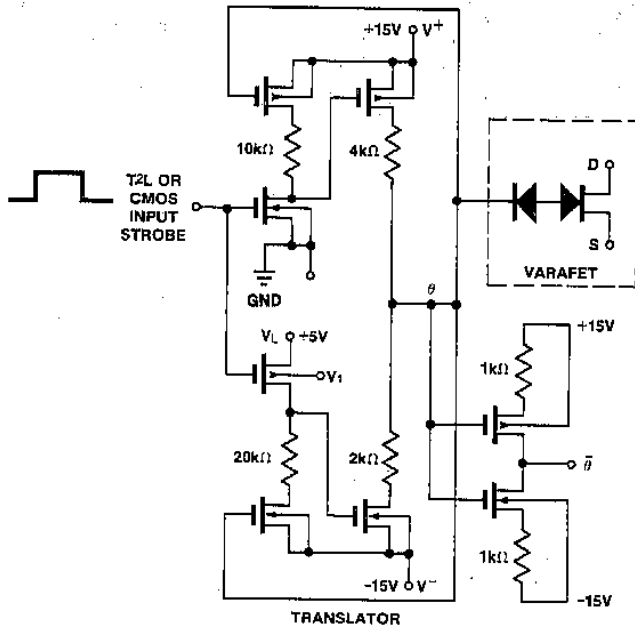 +15V V⁺
10kΩ 4kΩ
T²L OR
CMOS
INPUT
STROBE
GND
D
S
VARAFET
θ
V_L +5V
V₁
+15V
1kΩ
θ̅
20kΩ 2kΩ
1kΩ
-15V V⁻
-15V
TRANSLATOR